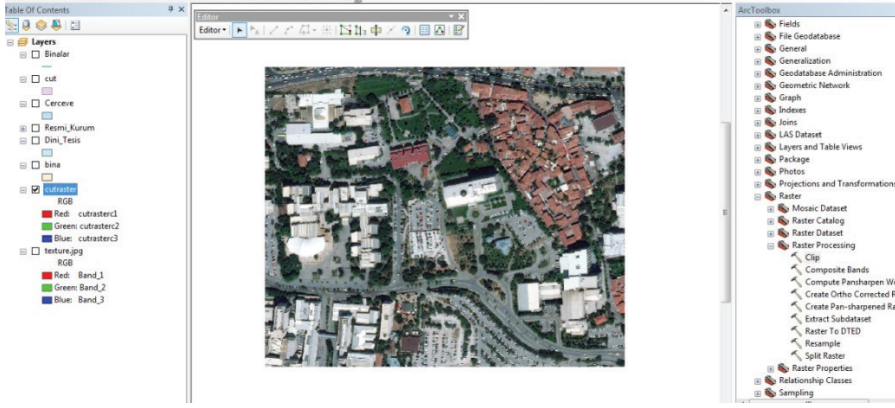 Table Of Contents
Layers
Binalar
cut
Cerceve
Resmi_Kurum
Dini_Tesis
bina
cutraster
RGB
Red: cutrasterc1
Green: cutrasterc2
Blue: cutrasterc3
texture.jpg
RGB
Red: Band_1
Green: Band_2
Blue: Band_3
Editor
Editor
ArcToolbox
Fields
File Geodatabase
General
Generalization
Geodatabase Administration
Geometric Network
Graph
Indexes
Joins
LAS Dataset
Layers and Table Views
Package
Photos
Projections and Transformations
Raster
Mosaic Dataset
Raster Catalog
Raster Dataset
Raster Processing
Clip
Composite Bands
Compute Pansharpen We
Create Ortho Corrected R
Create Pan-sharpened Ra
Extract Subdataset
Raster To DTED
Resample
Split Raster
Raster Properties
Relationship Classes
Sampling